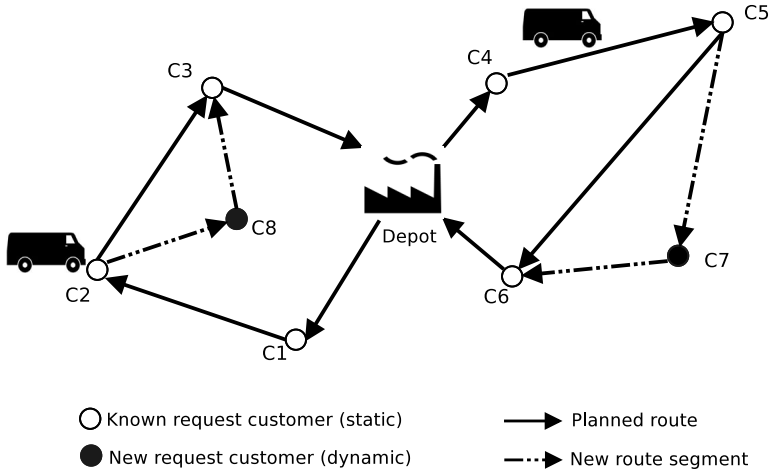 C5
C4
C3
C8
Depot
C7
C2
C6
C1
Known request customer (static)
Planned route
New request customer (dynamic)
New route segment